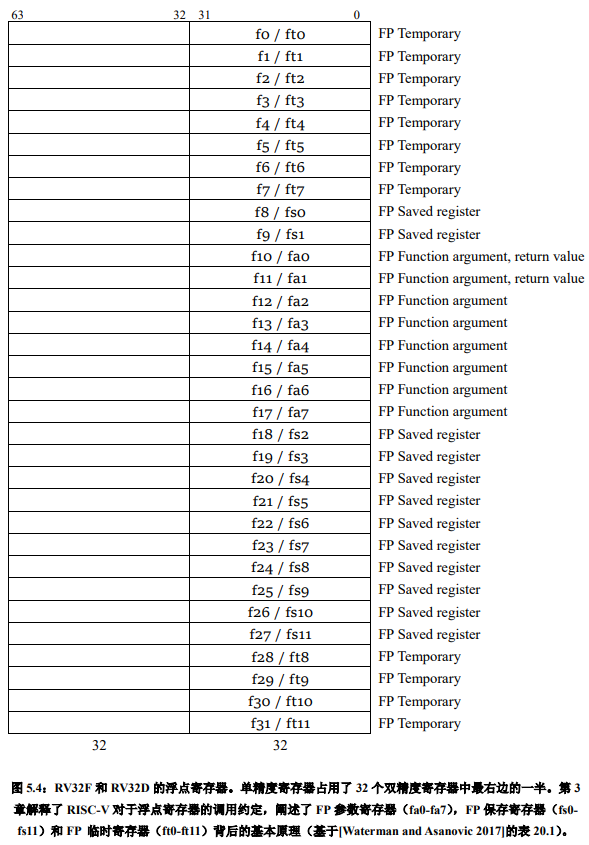 63 32 31 0
f0 / ft0 FP Temporary
f1 / ft1 FP Temporary
f2 / ft2 FP Temporary
f3 / ft3 FP Temporary
f4 / ft4 FP Temporary
f5 / ft5 FP Temporary
f6 / ft6 FP Temporary
f7 / ft7 FP Temporary
f8 / fs0 FP Saved register
f9 / fs1 FP Saved register
f10 / fa0 FP Function argument, return value
f11 / fa1 FP Function argument, return value
f12 / fa2 FP Function argument
f13 / fa3 FP Function argument
f14 / fa4 FP Function argument
f15 / fa5 FP Function argument
f16 / fa6 FP Function argument
f17 / fa7 FP Function argument
f18 / fs2 FP Saved register
f19 / fs3 FP Saved register
f20 / fs4 FP Saved register
f21 / fs5 FP Saved register
f22 / fs6 FP Saved register
f23 / fs7 FP Saved register
f24 / fs8 FP Saved register
f25 / fs9 FP Saved register
f26 / fs10 FP Saved register
f27 / fs11 FP Saved register
f28 / ft8 FP Temporary
f29 / ft9 FP Temporary
f30 / ft10 FP Temporary
f31 / ft11 FP Temporary
32 32
图 5.4：RV32F 和 RV32D 的浮点寄存器。单精度寄存器占用了 32 个双精度寄存器中最右边的一半。第 3
章解释了 RISC-V 对于浮点寄存器的调用约定，阐述了 FP 参数寄存器（fa0-fa7），FP 保存寄存器（fs0-
fs11）和 FP 临时寄存器（ft0-ft11）背后的基本原理（基于[Waterman and Asanovic 2017]的表 20.1）。